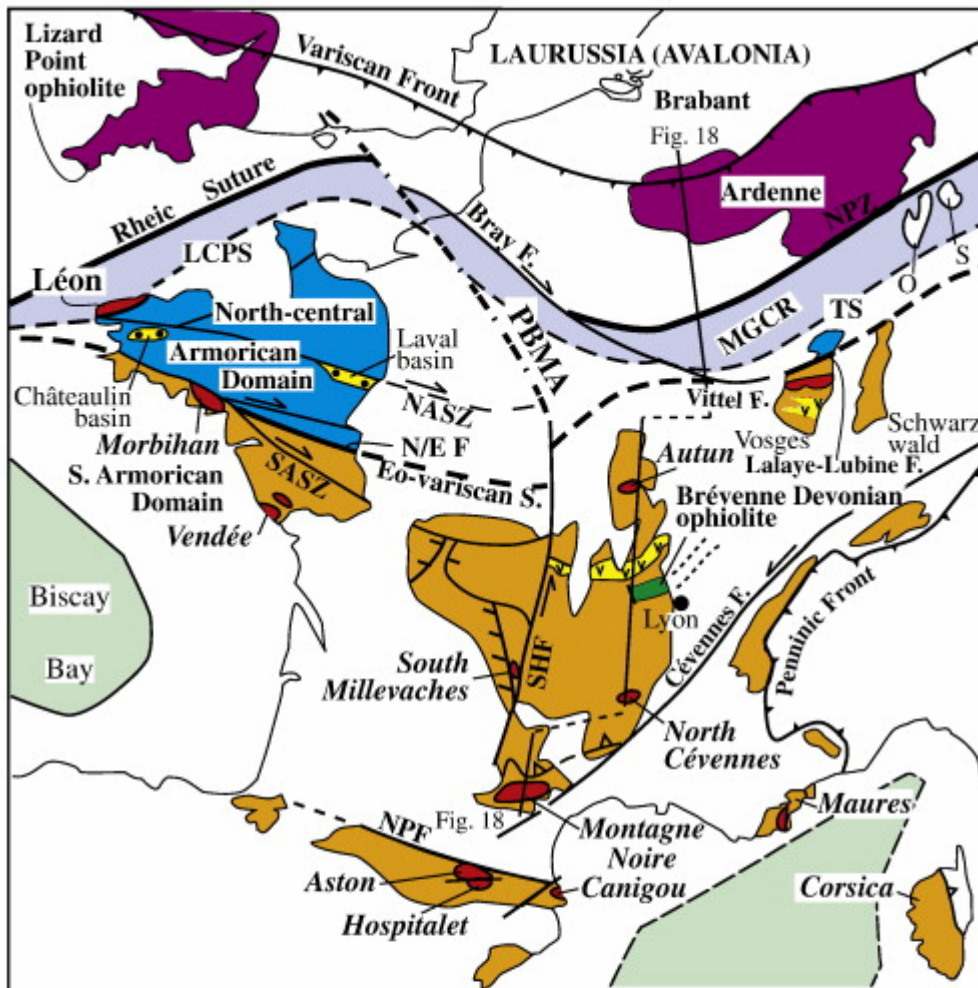 Lizard
Point
ophiolite
Variscan Front
LAURUSSIA (AVALONIA)
Brabant
Fig. 18
Ardenne
NPZ
Rheic Suture
Bray F.
S
O
LCPS
Léon
North-central
Armorican
Domain
Laval
basin
PBMA
MGCR
TS
Châteaulin
basin
NASZ
Vittel F.
Morbihan
N/E F
Vosges
Schwarz
wald
S. Armorican
Domain
SASZ
Eo-variscan S.
Autun
Lalaye-Lubine F.
Vendée
Brévenne Devonian
ophiolite
Biscay
Bay
Lyon
Cévennes F.
Penninic Front
South
Millevaches
SHF
North
Cévennes
NPF
Fig. 18
Montagne
Noire
Maures
Aston
Canigou
Corsica
Hospitalet